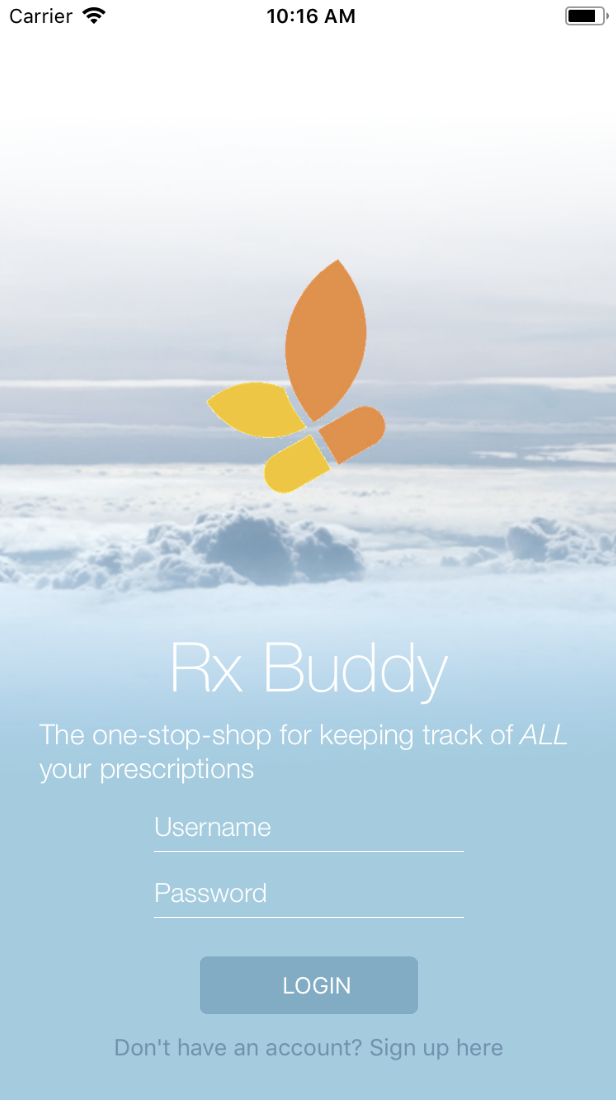 Carrier 10:16 AM
Rx Buddy
The one-stop-shop for keeping track of ALL
your prescriptions
Username
Password
LOGIN
Don't have an account? Sign up here